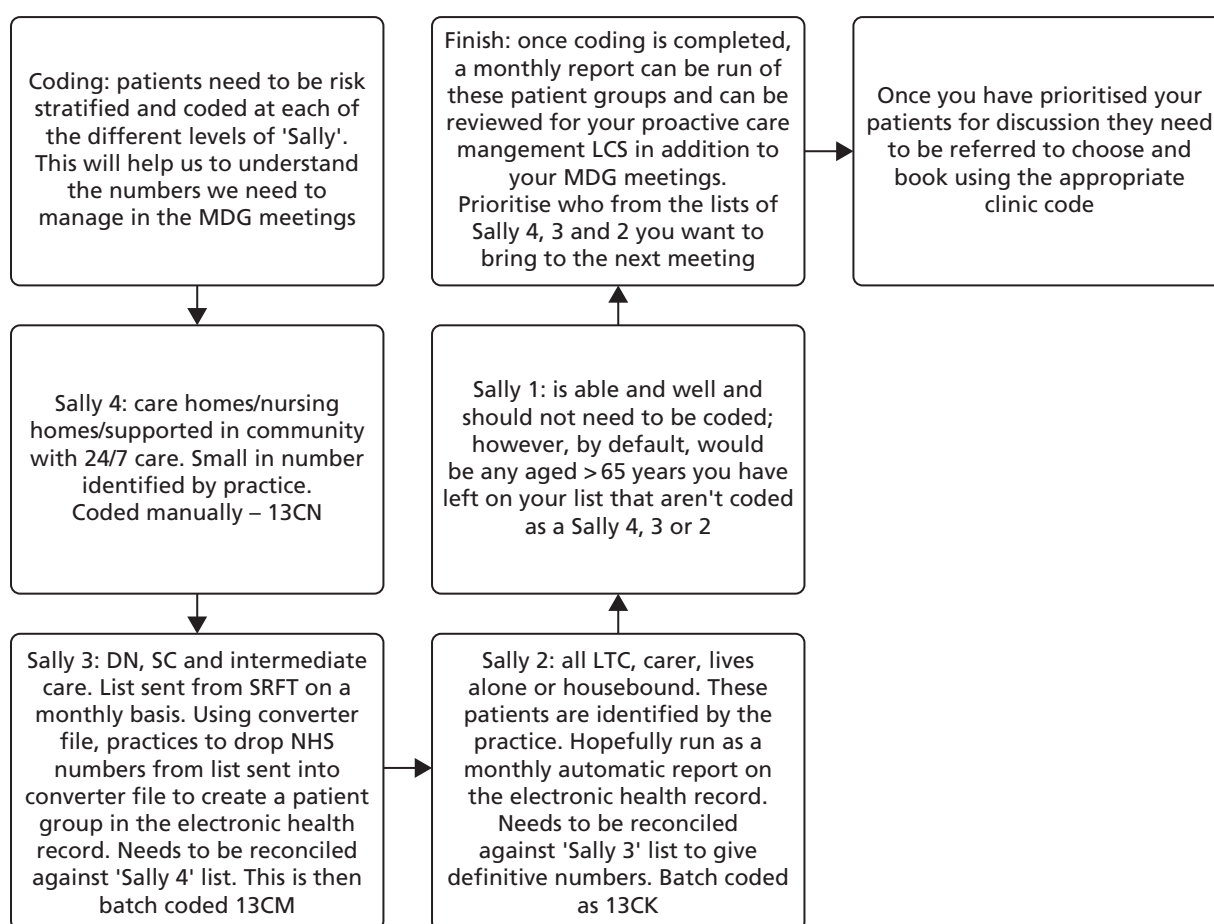 Coding: patients need to be risk
stratified and coded at each of
the different levels of 'Sally'.
This will help us to understand
the numbers we need to
manage in the MDG meetings
Sally 4: care homes/nursing
homes/supported in community
with 24/7 care. Small in number
identified by practice.
Coded manually – 13CN
Sally 3: DN, SC and intermediate
care. List sent from SRFT on a
monthly basis. Using converter
file, practices to drop NHS
numbers from list sent into
converter file to create a patient
group in the electronic health
record. Needs to be reconciled
against 'Sally 4' list. This is then
batch coded 13CM
Sally 2: all LTC, carer, lives
alone or housebound. These
patients are identified by the
practice. Hopefully run as a
monthly automatic report on
the electronic health record.
Needs to be reconciled
against 'Sally 3' list to give
definitive numbers. Batch coded
as 13CK
Sally 1: is able and well and
should not need to be coded;
however, by default, would
be any aged >65 years you have
left on your list that aren't coded
as a Sally 4, 3 or 2
Finish: once coding is completed,
a monthly report can be run of
these patient groups and can be
reviewed for your proactive care
mangement LCS in addition to
your MDG meetings.
Prioritise who from the lists of
Sally 4, 3 and 2 you want to
bring to the next meeting
Once you have prioritised your
patients for discussion they need
to be referred to choose and
book using the appropriate
clinic code